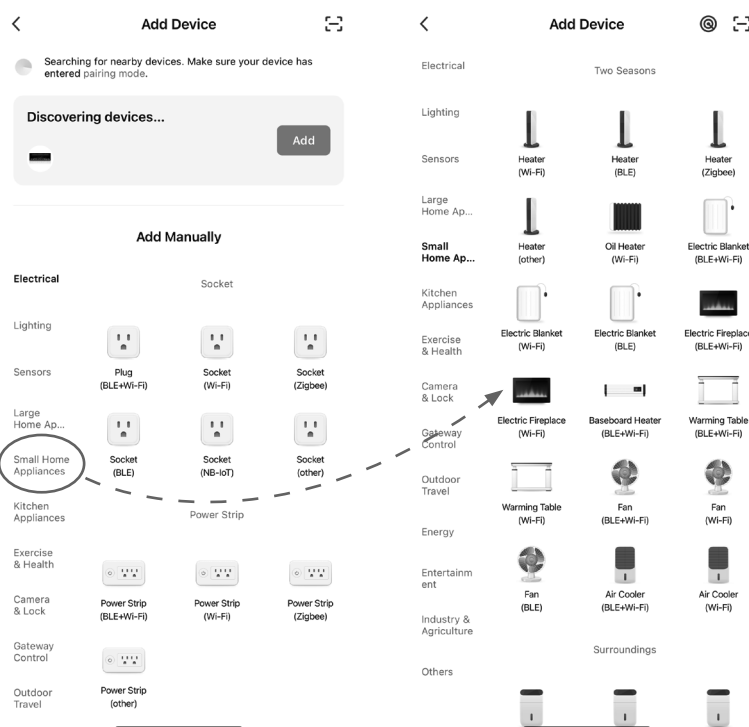 Add Device
Searching for nearby devices. Make sure your device has
entered pairing mode.
Discovering devices...
Add
Add Manually
Electrical
Lighting
Sensors
Large
Home Ap...
Small Home
Appliances
Kitchen
Appliances
Exercise
& Health
Camera
& Lock
Gateway
Control
Outdoor
Travel
Socket
Plug
(BLE+Wi-Fi)
Socket
(Wi-Fi)
Socket
(Zigbee)
Socket
(BLE)
Socket
(NB-IoT)
Socket
(other)
Power Strip
Power Strip
(BLE+Wi-Fi)
Power Strip
(Wi-Fi)
Power Strip
(Zigbee)
Power Strip
(other)
Add Device
Electrical
Lighting
Sensors
Large
Home Ap...
Small
Home Ap...
Kitchen
Appliances
Exercise
& Health
Camera
& Lock
Gateway
Control
Outdoor
Travel
Energy
Entertainm
ent
Industry &
Agriculture
Others
Two Seasons
Heater
(Wi-Fi)
Heater
(BLE)
Heater
(Zigbee)
Heater
(other)
Oil Heater
(Wi-Fi)
Electric Blanket
(BLE+Wi-Fi)
Electric Blanket
(Wi-Fi)
Electric Blanket
(BLE)
Electric Fireplace
(BLE+Wi-Fi)
Electric Fireplace
(Wi-Fi)
Baseboard Heater
(BLE+Wi-Fi)
Warming Table
(BLE+Wi-Fi)
Warming Table
(Wi-Fi)
Fan
(BLE+Wi-Fi)
Fan
(Wi-Fi)
Fan
(BLE)
Air Cooler
(BLE+Wi-Fi)
Air Cooler
(Wi-Fi)
Surroundings